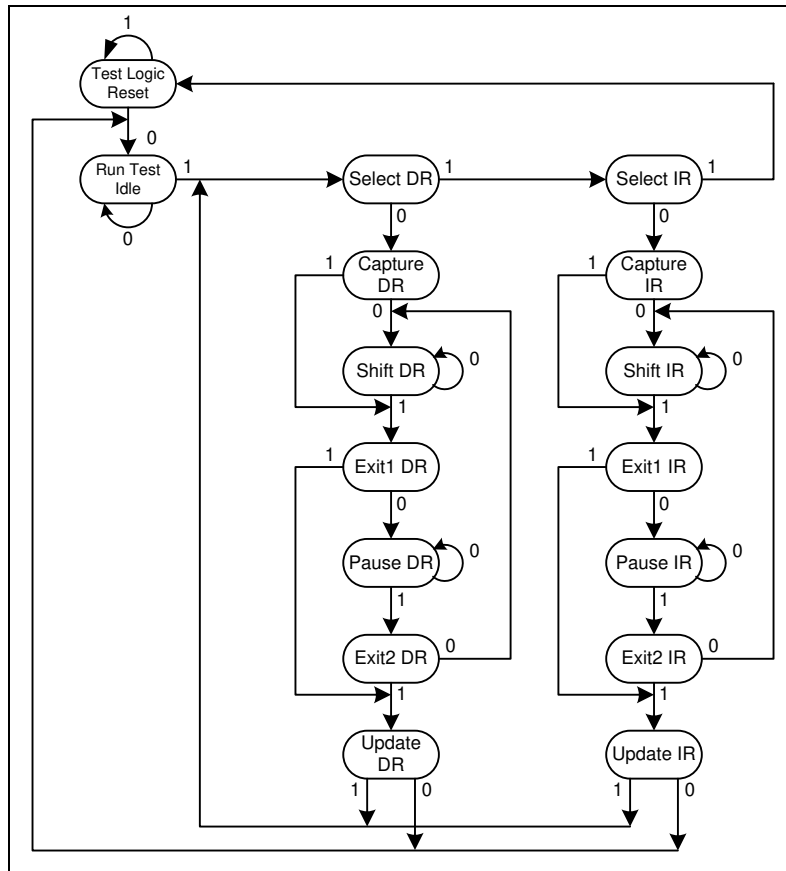 1
Test Logic
Reset
0
Run Test
Idle
1
0
Select DR
1
Select IR
1
0
0
Capture
DR
1
0
Capture
IR
1
0
Shift DR
0
1
Shift IR
0
1
Exit1 DR
1
0
Exit1 IR
1
0
Pause DR
0
1
Pause IR
0
1
Exit2 DR
0
1
Exit2 IR
0
1
Update
DR
1
0
Update IR
1
0